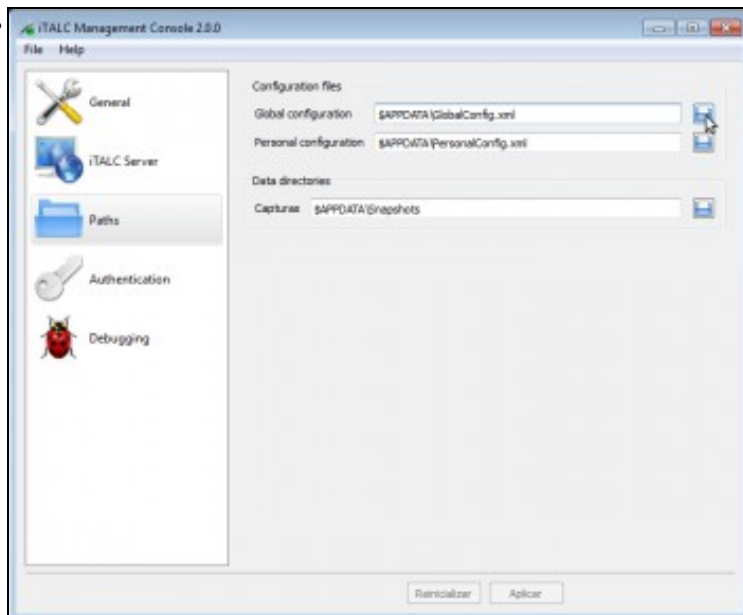 iTALC Management Console 2.0.0
File Help
General
iTALC Server
Paths
Authentication
Debugging
Configuration files
Global configuration $APPDATA\GlobalConfig.xml
Personal configuration $APPDATA\PersonalConfig.xml
Data directories
Capturas $APPDATA\Snapshots
Reinicializar Aplicar